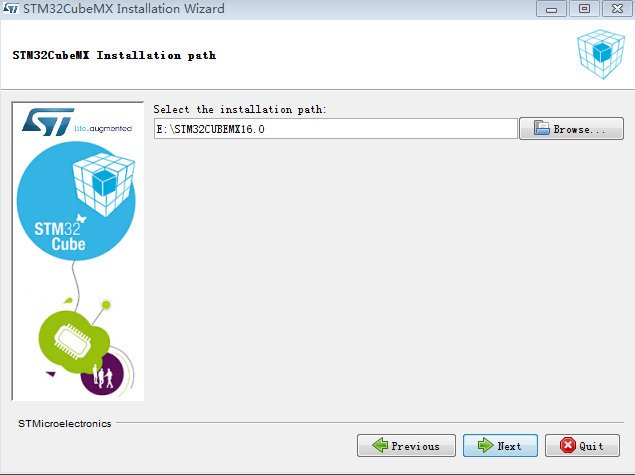 STM32CubeMX Installation Wizard
STM32CubeMX Installation path
ST
life.augmented
STM32
Cube
Select the installation path:
E:\STM32CUBEMX16.0
Browse...
STMicroelectronics
Previous
Next
Quit